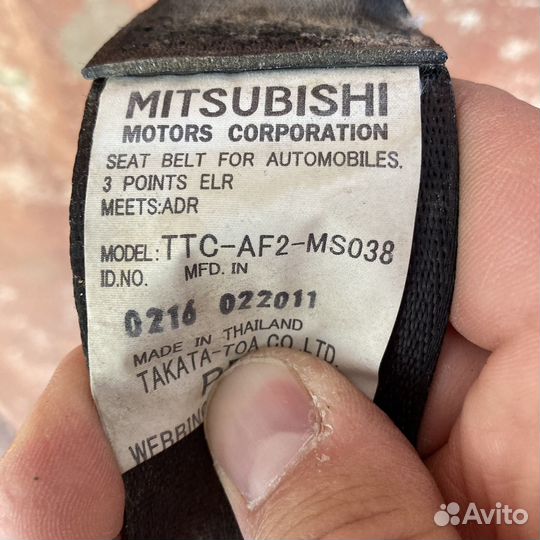 MITSUBISHI
MOTORS CORPORATION
SEAT BELT FOR AUTOMOBILES.
3 POINTS ELR
MEETS:ADR
MODEL: TTC-AF2-MS038
ID.NO. MFD. IN
0216 022011
MADE IN THAILAND
TAKATA-TOA CO.,LTD.
WEBBING
Avito